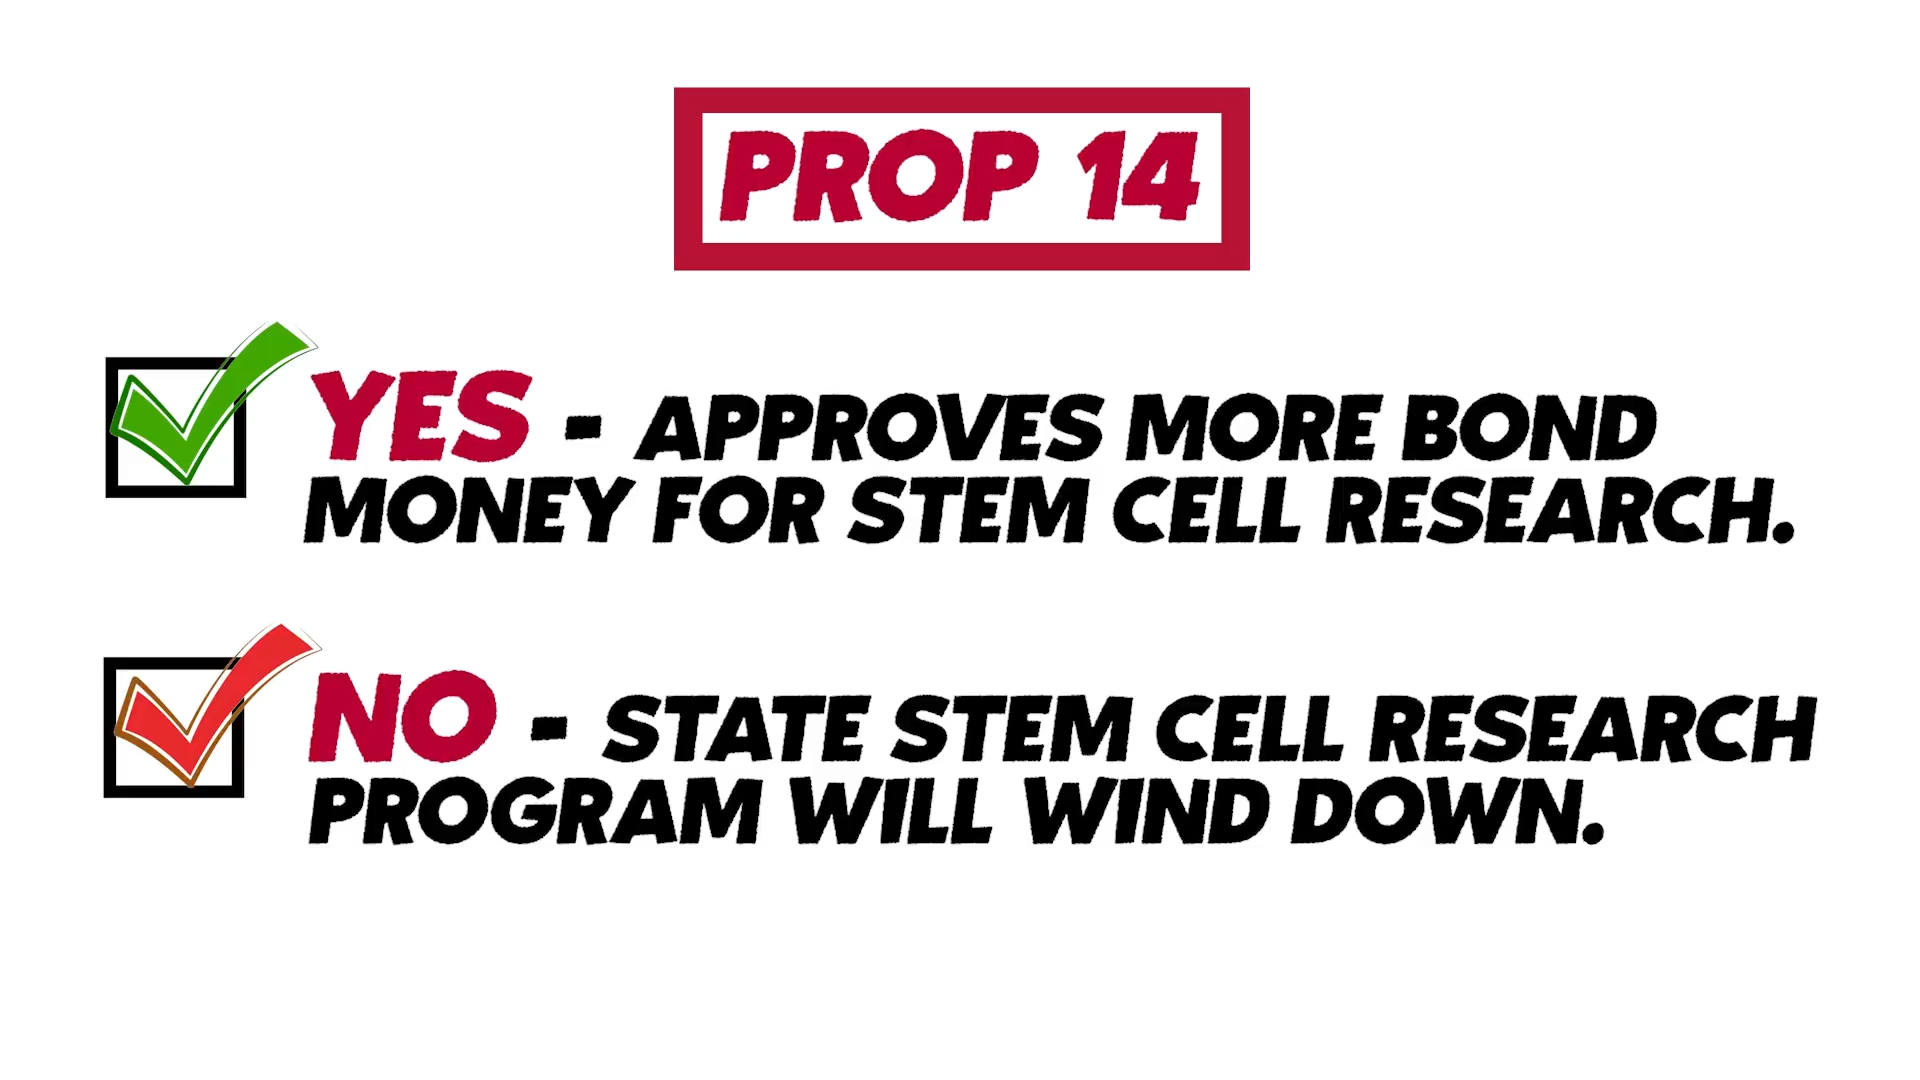 PROP 14
YES - APPROVES MORE BOND
MONEY FOR STEM CELL RESEARCH.
NO - STATE STEM CELL RESEARCH
PROGRAM WILL WIND DOWN.